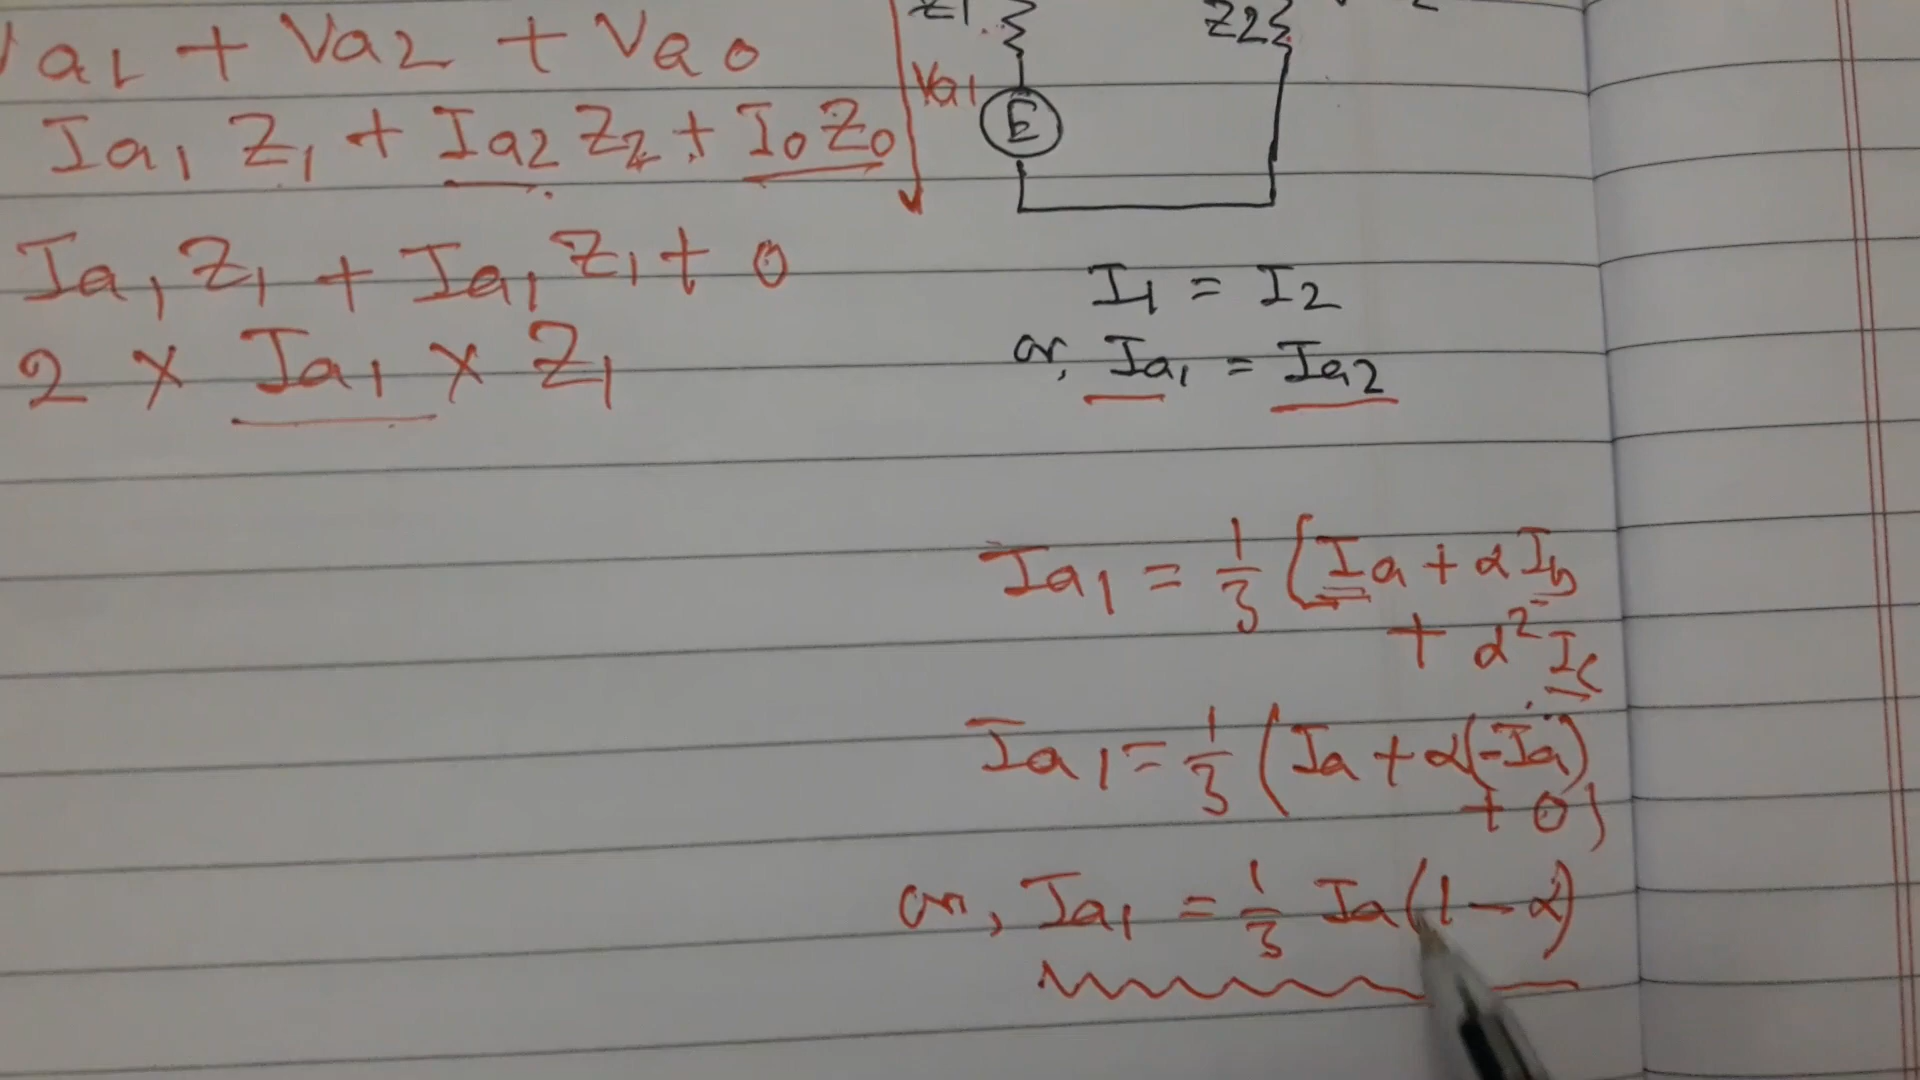 Va1 + Va2 + Va0
Ia1 Z1 + Ia2 Z2 + I0 Z0
Ia1 Z1 + Ia1 Z1 + 0
2 × Ia1 × Z1
Z1
Z2
Va1
E
I1 = I2
or, Ia1 = Ia2
Ia1 = 1/3 (Ia + αIb
+ α² Ic
Ia1 = 1/3 (Ia + α(-Ia)
+ 0)
or, Ia1 = 1/3 Ia (1 - α)